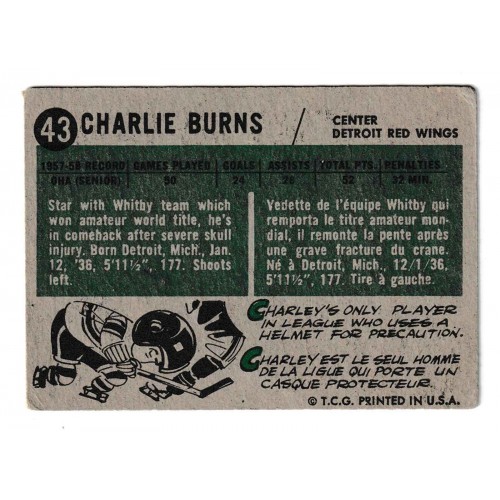 43 CHARLIE BURNS / CENTER
DETROIT RED WINGS
1957-58 RECORD GAMES PLAYED GOALS ASSISTS TOTAL PTS. PENALTIES
OHA (SENIOR) 50 24 28 52 32 MIN.
Star with Whitby team which
won amateur world title, he's
in comeback after severe skull
injury. Born Detroit, Mich., Jan.
12, '36, 5'11½", 177. Shoots
left.
Vedette de l'équipe Whitby qui
remporta le titre amateur mon-
dial, il remonte la pente après
une grave fracture du crane.
Né à Detroit, Mich., 12/1/36,
5'11½", 177. Tire à gauche.
CHARLEY'S ONLY PLAYER
IN LEAGUE WHO USES A
HELMET FOR PRECAUTION.
CHARLEY EST LE SEUL HOMME
DE LA LIGUE QUI PORTE UN
CASQUE PROTECTEUR.
© T.C.G. PRINTED IN U.S.A.